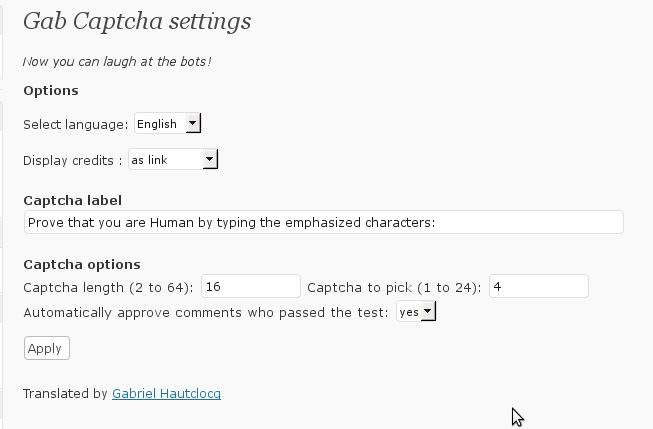 Gab Captcha settings
Now you can laugh at the bots!
Options
Select language: English
Display credits : as link
Captcha label
Prove that you are Human by typing the emphasized characters:
Captcha options
Captcha length (2 to 64): 16 Captcha to pick (1 to 24): 4
Automatically approve comments who passed the test: yes
Apply
Translated by Gabriel Hautclocq